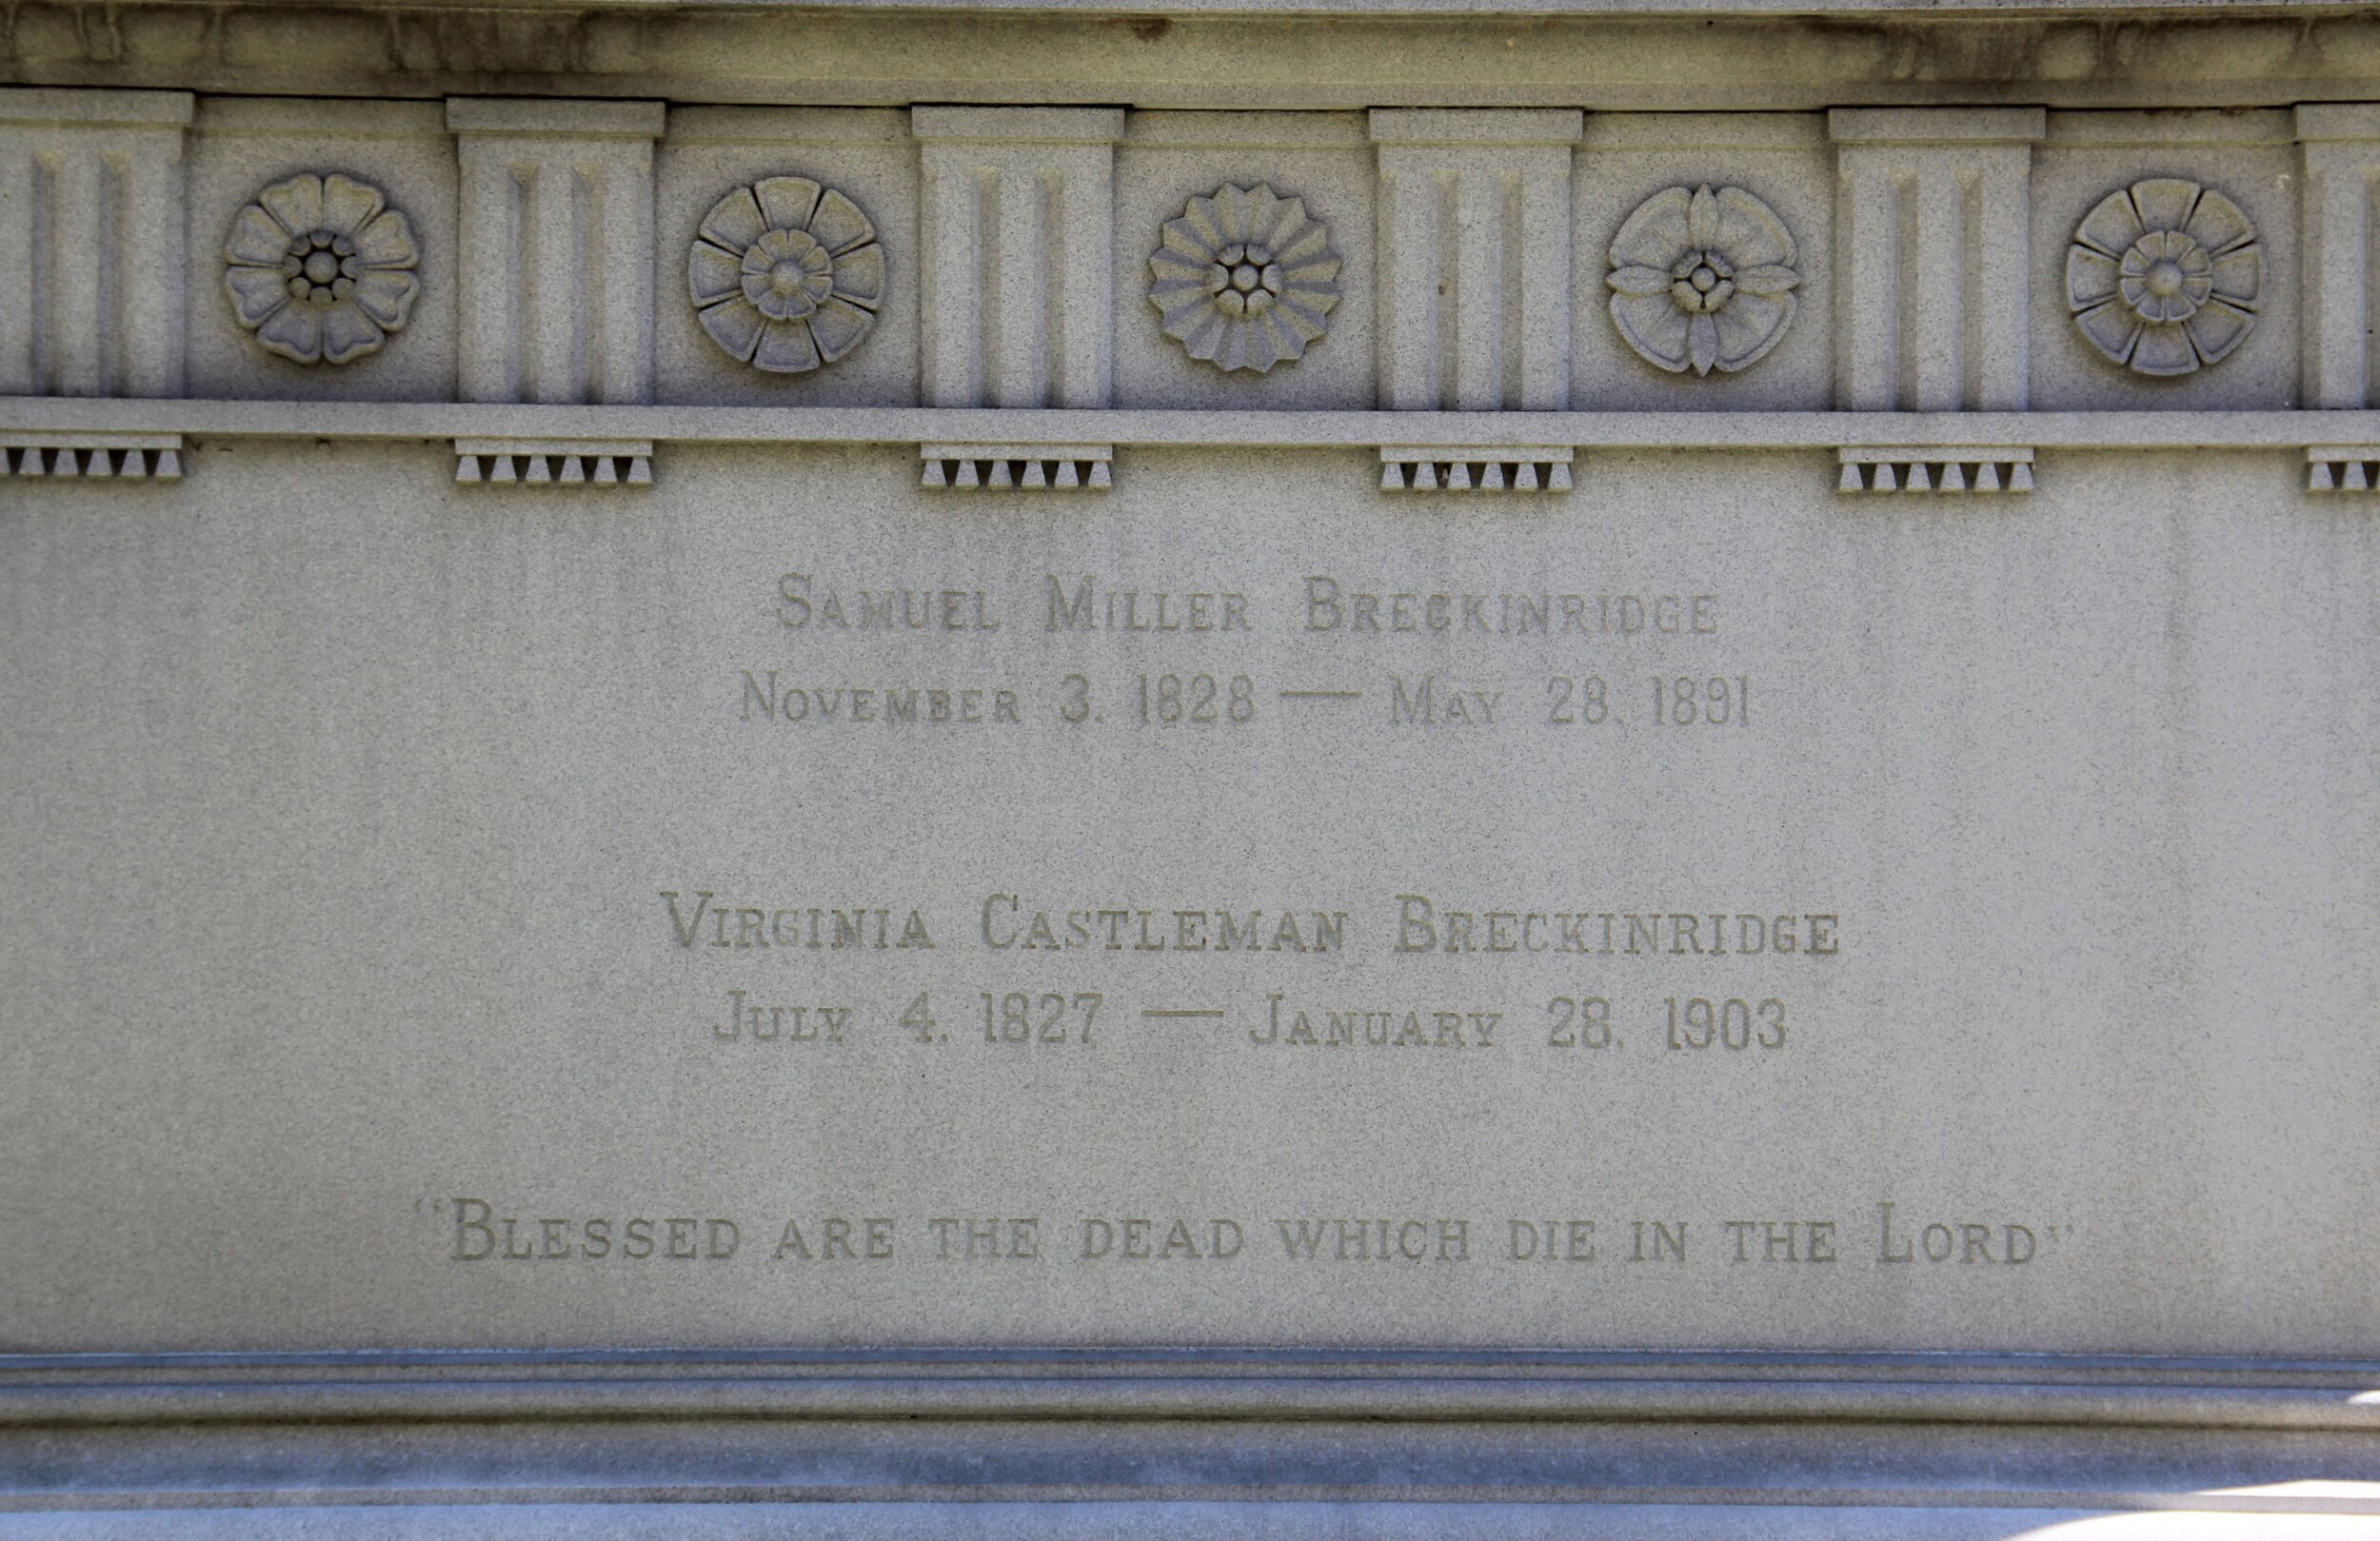 Samuel Miller Breckinridge
November 3. 1828 — May 28. 1891
Virginia Castleman Breckinridge
July 4. 1827 — January 28. 1903
"Blessed are the dead which die in the Lord"